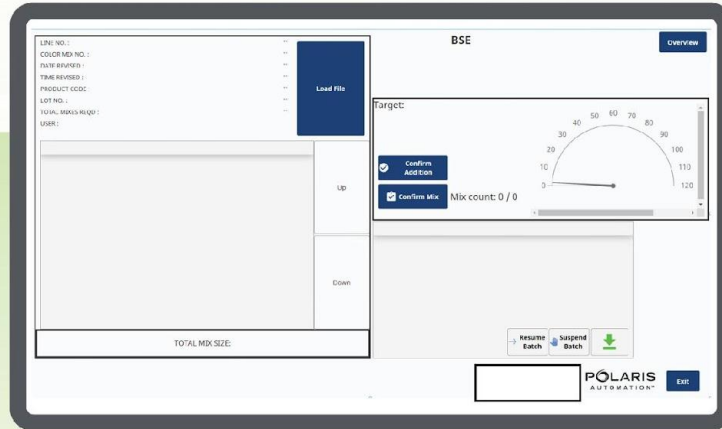 LINE NO. :
COLOR MIX NO. :
DATE REVISED :
TIME REVISED :
PRODUCT CODE
LOT NO. :
TOTAL MIXES REQD :
USER :
Load File
BSE
Overview
Target:
0 10 20 30 40 50 60 70 80 90 100 110 120
Confirm
Addition
Confirm Mix
Mix count: 0 / 0
Up
Down
TOTAL MIX SIZE:
Resume
Batch
Suspend
Batch
POLARIS
AUTOMATION
Exit